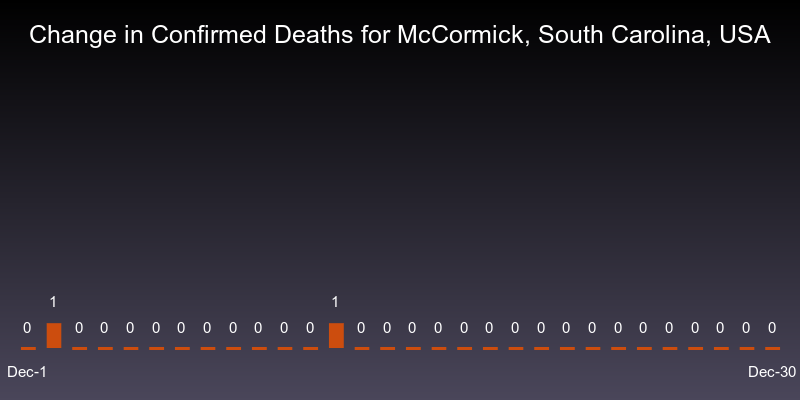 Change in Confirmed Deaths for McCormick, South Carolina, USA
1 1
0 0 0 0 0 0 0 0 0 0 0 0 0 0 0 0 0 0 0 0 0 0 0 0 0 0 0 0
Dec-1 Dec-30